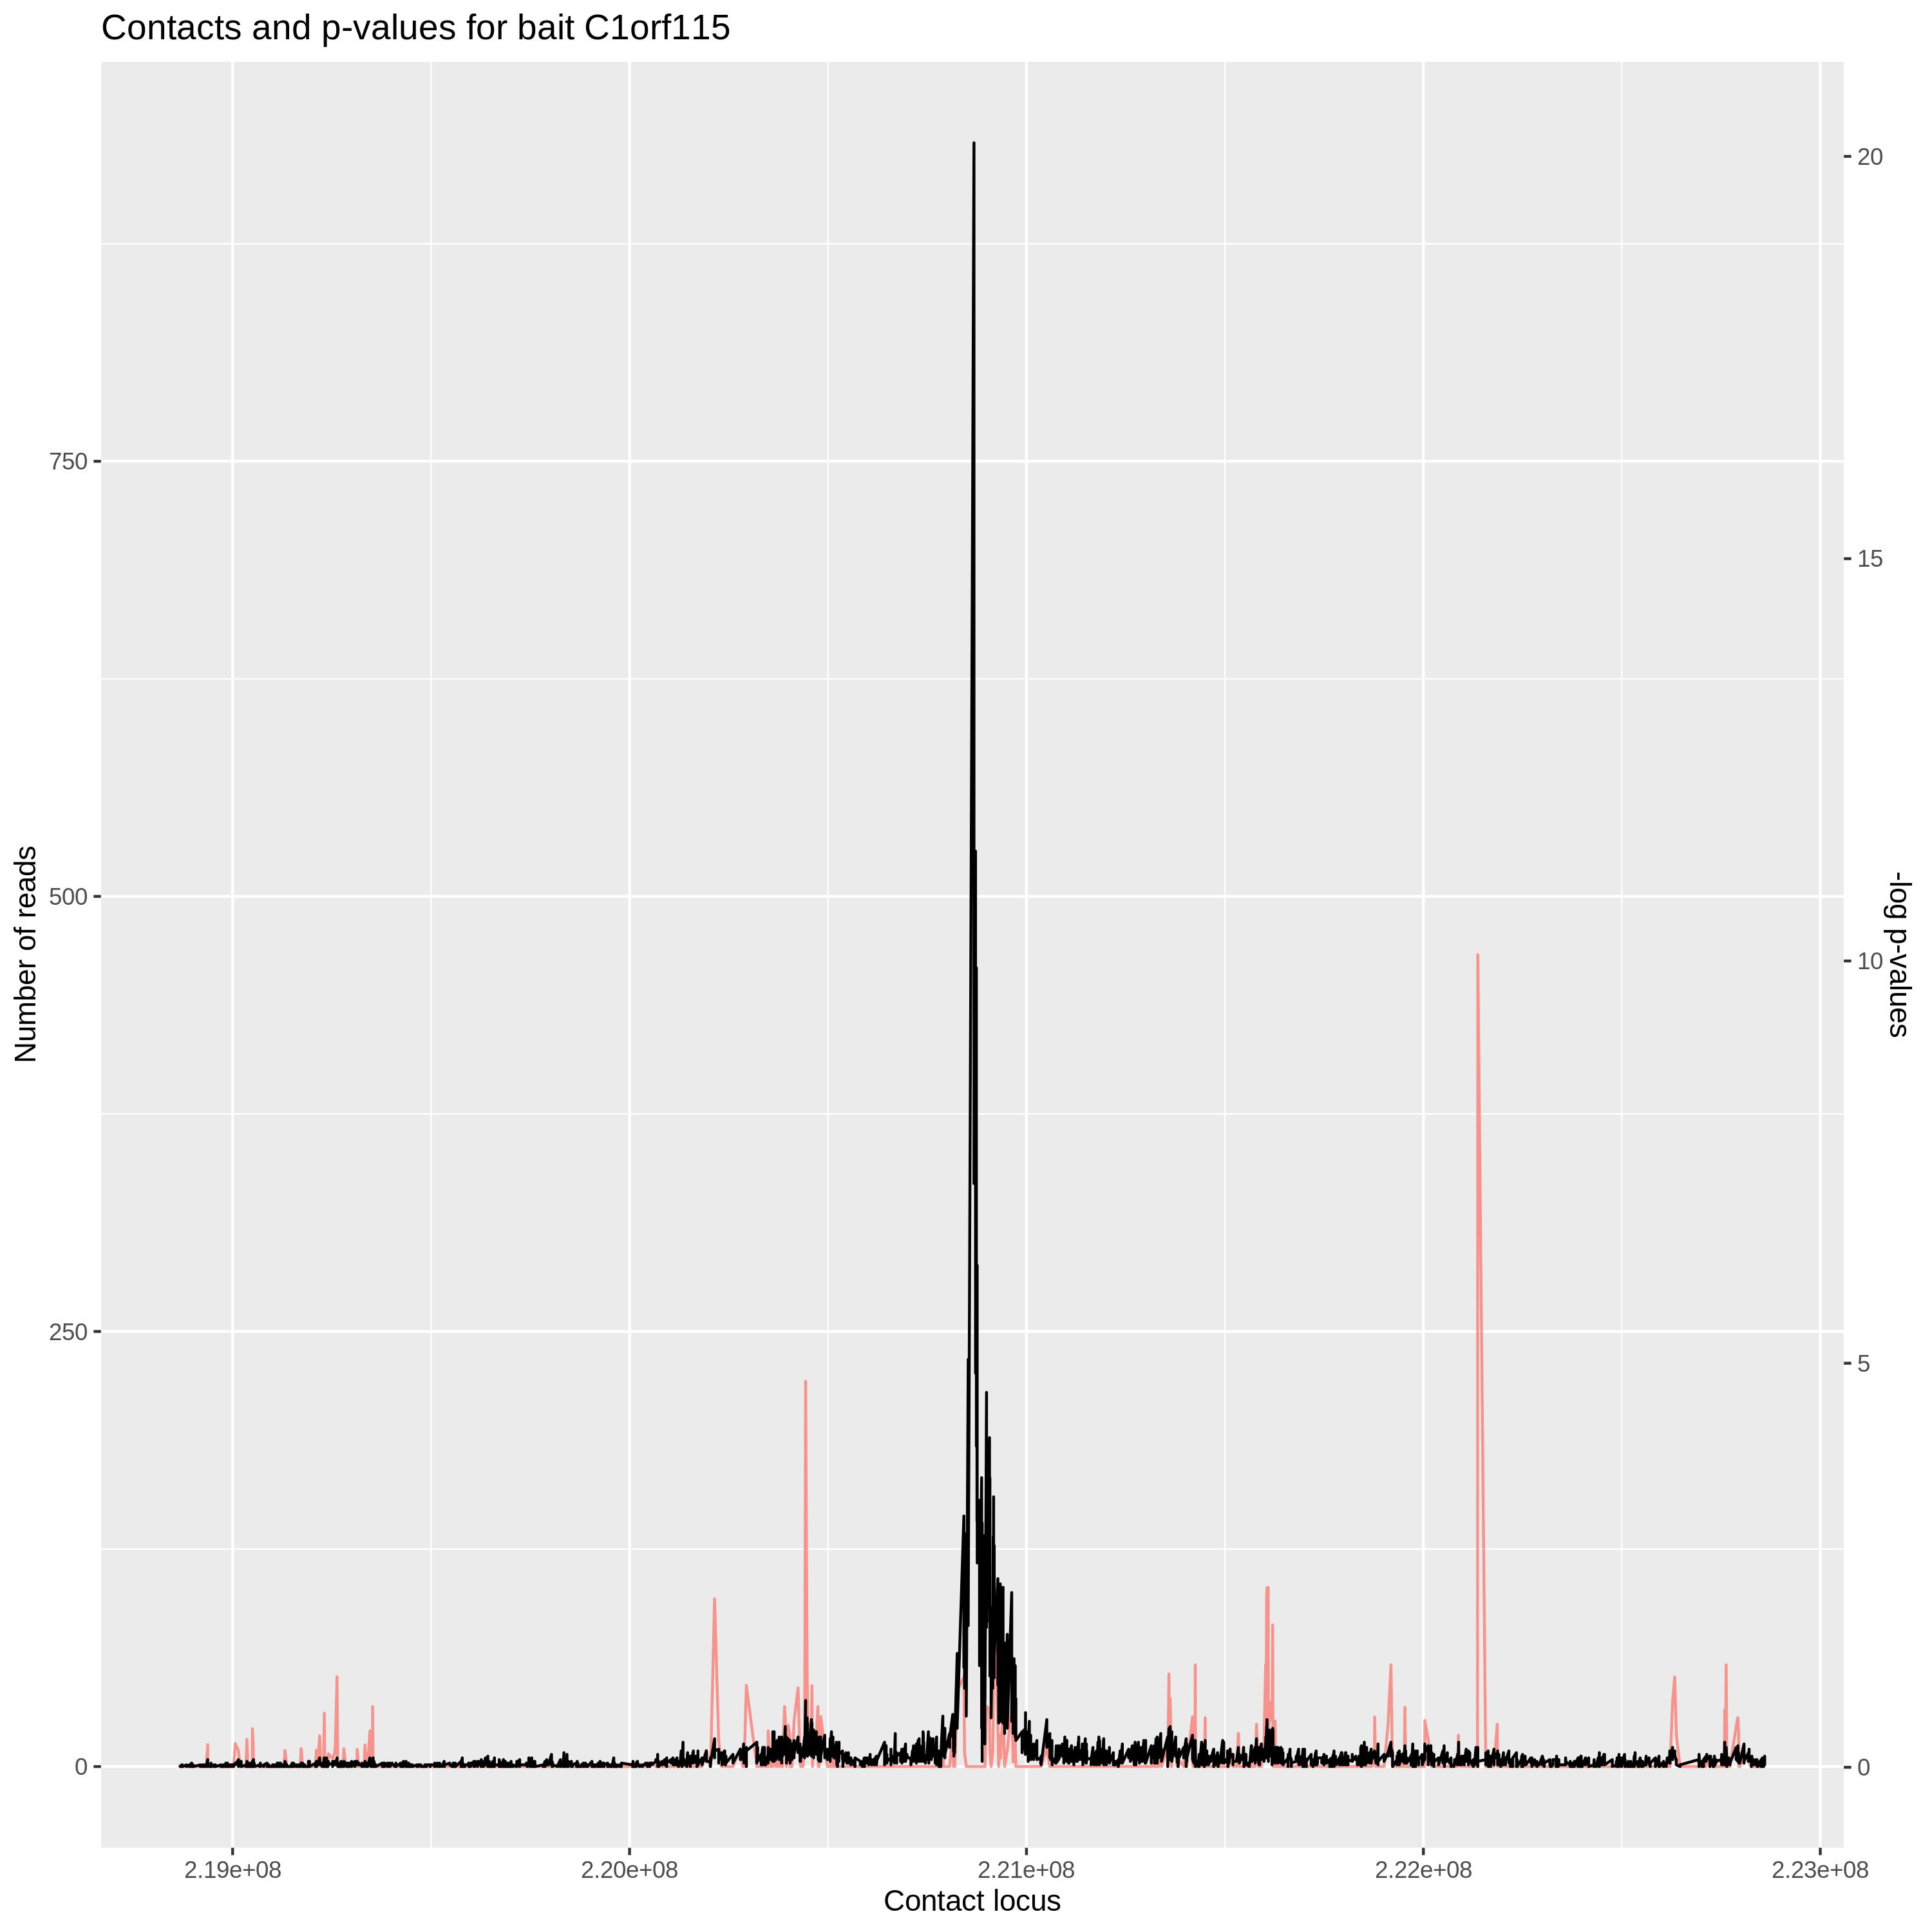 Contacts and p-values for bait C1orf115
20
15
10
5
0
750
500
250
0
Number of reads
-log p-values
2.19e+08 2.20e+08 2.21e+08 2.22e+08 2.23e+08
Contact locus